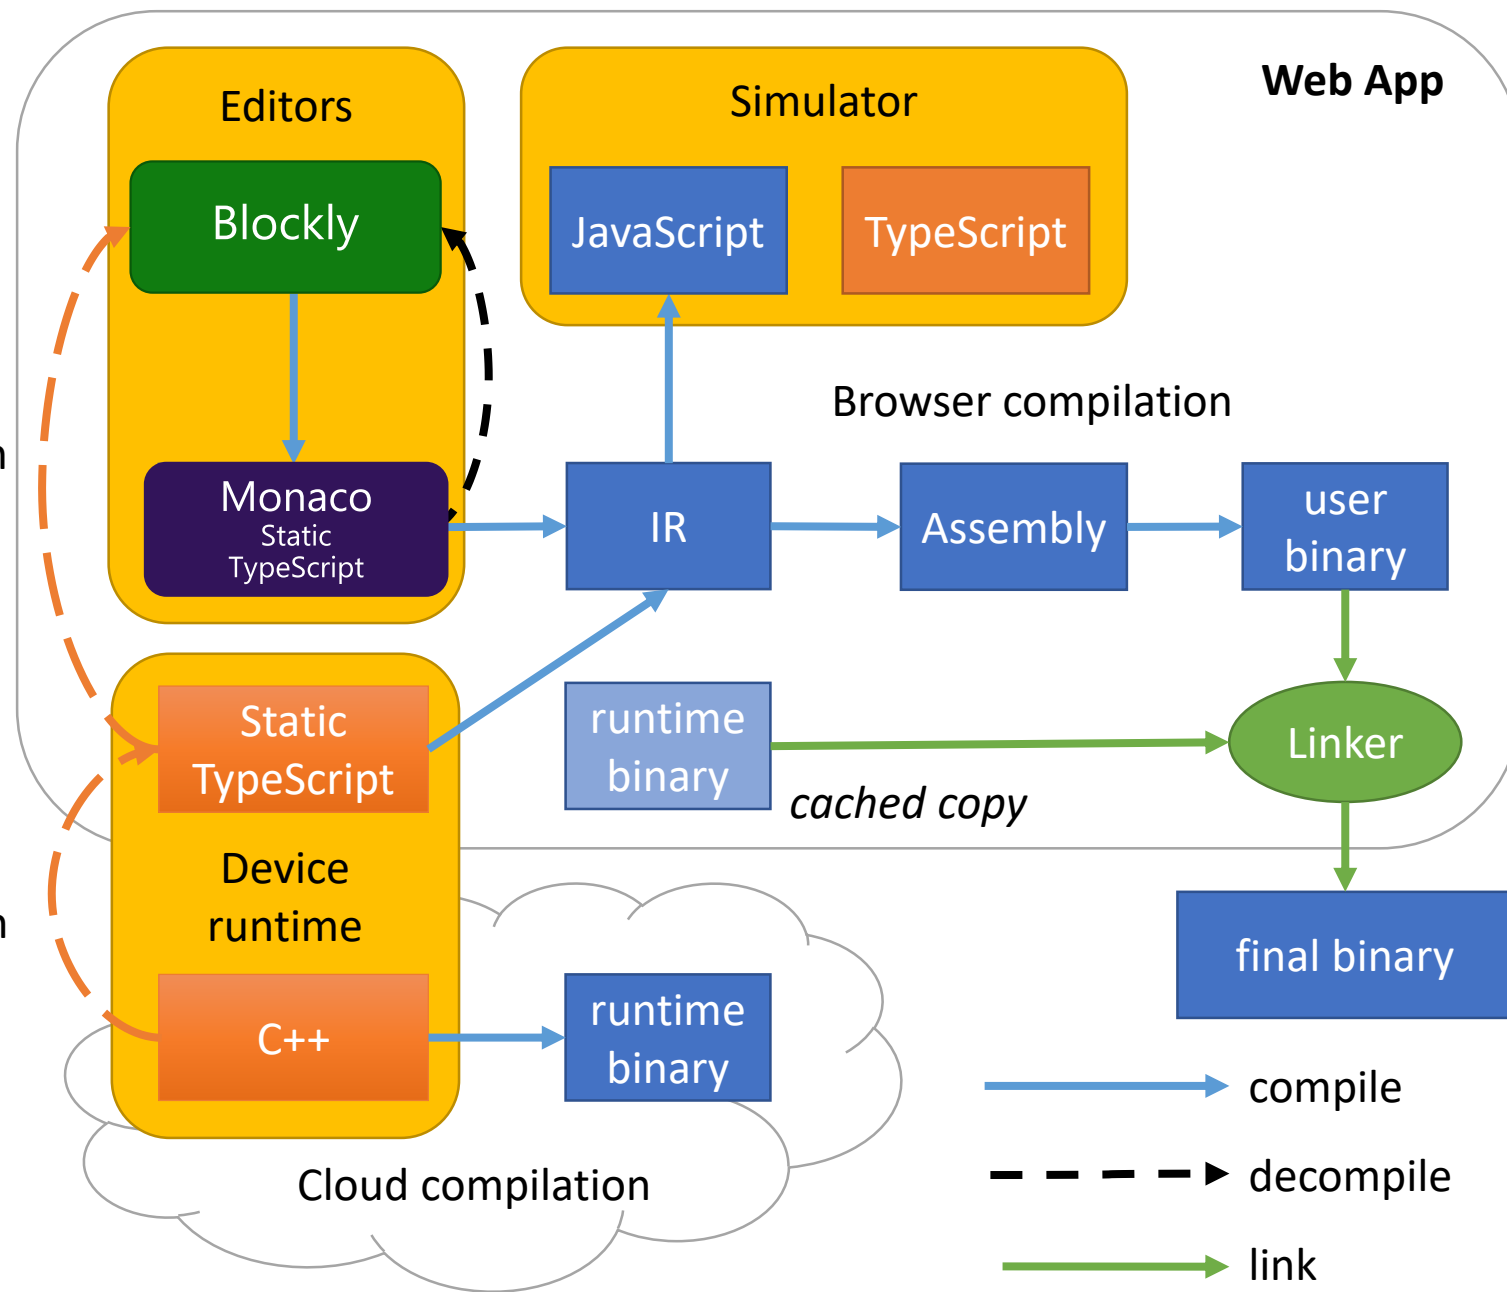 Web App
Editors
Simulator
Blockly
JavaScript
TypeScript
Browser compilation
Monaco
Static
TypeScript
IR
Assembly
user
binary
Static
TypeScript
runtime
binary
cached copy
Linker
Device
runtime
final binary
C++
runtime
binary
Cloud compilation
compile
decompile
link